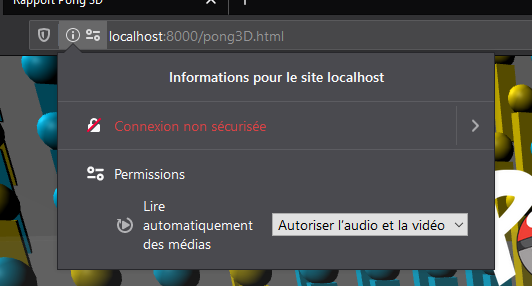 Rapport Pong 3D
localhost:8000/pong3D.html
Informations pour le site localhost
Connexion non sécurisée
Permissions
Lire
automatiquement
des médias
Autoriser l'audio et la vidéo